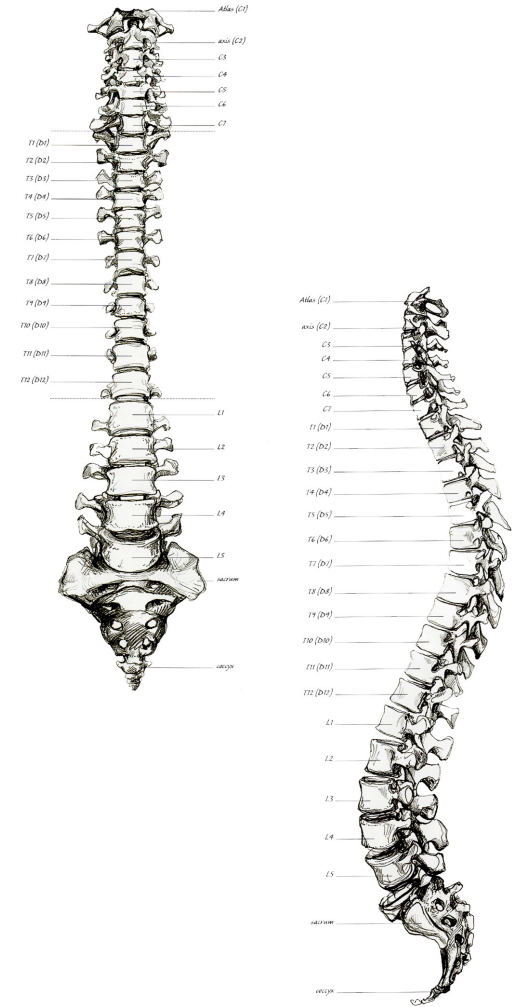 Atlas (C1)
axis (C2)
C3
C4
C5
C6
C7
T1 (D1)
T2 (D2)
T3 (D3)
T4 (D4)
T5 (D5)
T6 (D6)
T7 (D7)
T8 (D8)
T9 (D9)
T10 (D10)
T11 (D11)
T12 (D12)
L1
L2
L3
L4
L5
sacrum
coccyx
Atlas (C1)
axis (C2)
C3
C4
C5
C6
C7
T1 (D1)
T2 (D2)
T3 (D3)
T4 (D4)
T5 (D5)
T6 (D6)
T7 (D7)
T8 (D8)
T9 (D9)
T10 (D10)
T11 (D11)
T12 (D12)
L1
L2
L3
L4
L5
sacrum
coccyx